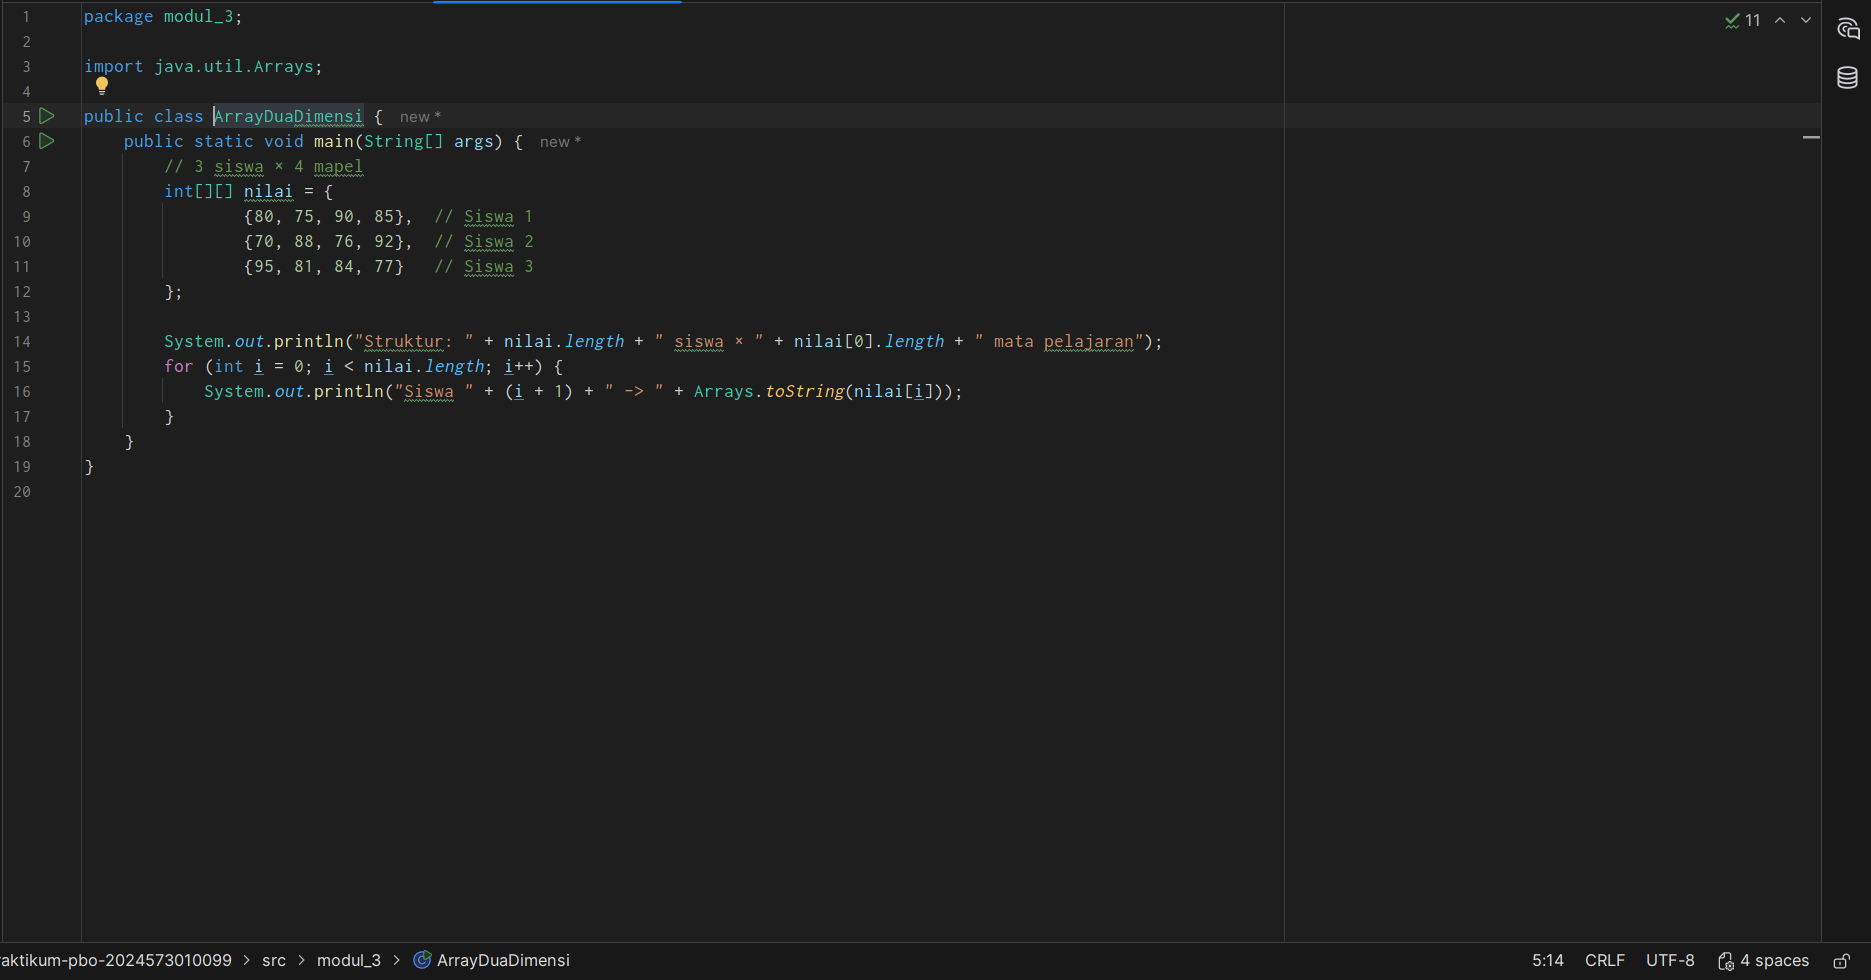 1 package modul_3;
2
3 import java.util.Arrays;
4
5 public class ArrayDuaDimensi { new *
6 public static void main(String[] args) { new *
7 // 3 siswa × 4 mapel
8 int[][] nilai = {
9 {80, 75, 90, 85}, // Siswa 1
10 {70, 88, 76, 92}, // Siswa 2
11 {95, 81, 84, 77} // Siswa 3
12 };
13
14 System.out.println("Struktur: " + nilai.length + " siswa × " + nilai[0].length + " mata pelajaran");
15 for (int i = 0; i < nilai.length; i++) {
16 System.out.println("Siswa " + (i + 1) + " -> " + Arrays.toString(nilai[i]));
17 }
18 }
19 }
20
11
aktikum-pbo-2024573010099 > src > modul_3 > ArrayDuaDimensi
5:14 CRLF UTF-8 4 spaces